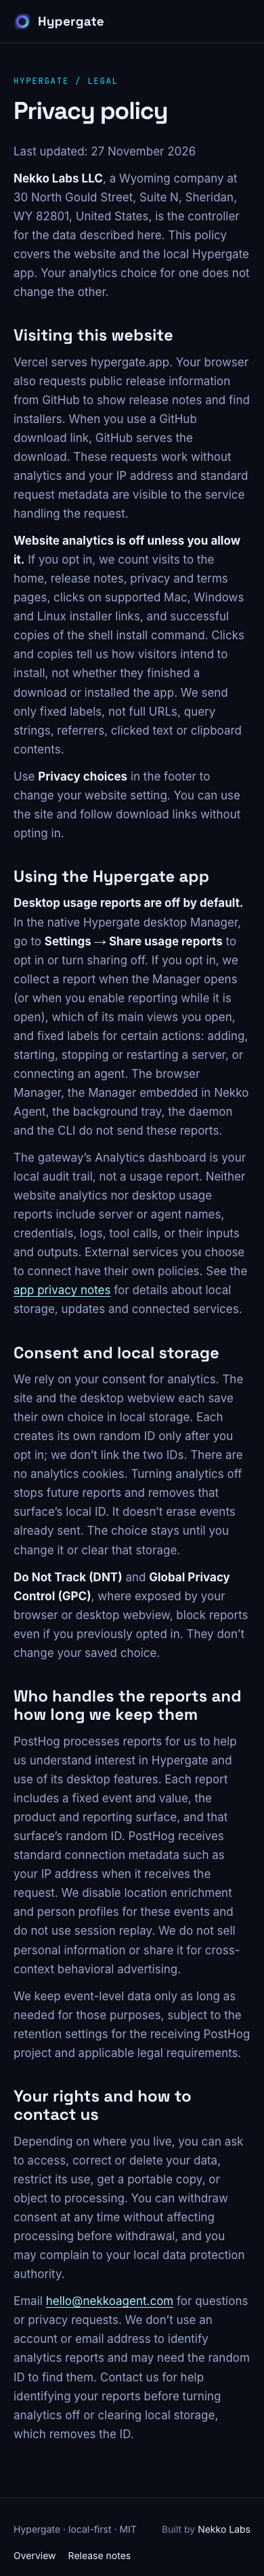 Hypergate
HYPERGATE / LEGAL
Privacy policy
Last updated: 27 November 2026
Nekko Labs LLC, a Wyoming company at
30 North Gould Street, Suite N, Sheridan,
WY 82801, United States, is the controller
for the data described here. This policy
covers the website and the local Hypergate
app. Your analytics choice for one does not
change the other.
Visiting this website
Vercel serves hypergate.app. Your browser
also requests public release information
from GitHub to show release notes and find
installers. When you use a GitHub
download link, GitHub serves the
download. These requests work without
analytics and your IP address and standard
request metadata are visible to the service
handling the request.
Website analytics is off unless you allow
it. If you opt in, we count visits to the
home, release notes, privacy and terms
pages, clicks on supported Mac, Windows
and Linux installer links, and successful
copies of the shell install command. Clicks
and copies tell us how visitors intend to
install, not whether they finished a
download or installed the app. We send
only fixed labels, not full URLs, query
strings, referrers, clicked text or clipboard
contents.
Use Privacy choices in the footer to
change your website setting. You can use
the site and follow download links without
opting in.
Using the Hypergate app
Desktop usage reports are off by default.
In the native Hypergate desktop Manager,
go to Settings → Share usage reports to
opt in or turn sharing off. If you opt in, we
collect a report when the Manager opens
(or when you enable reporting while it is
open), which of its main views you open,
and fixed labels for certain actions: adding,
starting, stopping or restarting a server, or
connecting an agent. The browser
Manager, the Manager embedded in Nekko
Agent, the background tray, the daemon
and the CLI do not send these reports.
The gateway’s Analytics dashboard is your
local audit trail, not a usage report. Neither
website analytics nor desktop usage
reports include server or agent names,
credentials, logs, tool calls, or their inputs
and outputs. External services you choose
to connect have their own policies. See the
app privacy notes for details about local
storage, updates and connected services.
Consent and local storage
We rely on your consent for analytics. The
site and the desktop webview each save
their own choice in local storage. Each
creates its own random ID only after you
opt in; we don’t link the two IDs. There are
no analytics cookies. Turning analytics off
stops future reports and removes that
surface’s local ID. It doesn’t erase events
already sent. The choice stays until you
change it or clear that storage.
Do Not Track (DNT) and Global Privacy
Control (GPC), where exposed by your
browser or desktop webview, block reports
even if you previously opted in. They don’t
change your saved choice.
Who handles the reports and
how long we keep them
PostHog processes reports for us to help
us understand interest in Hypergate and
use of its desktop features. Each report
includes a fixed event and value, the
product and reporting surface, and that
surface’s random ID. PostHog receives
standard connection metadata such as
your IP address when it receives the
request. We disable location enrichment
and person profiles for these events and
do not use session replay. We do not sell
personal information or share it for cross-
context behavioral advertising.
We keep event-level data only as long as
needed for those purposes, subject to the
retention settings for the receiving PostHog
project and applicable legal requirements.
Your rights and how to
contact us
Depending on where you live, you can ask
to access, correct or delete your data,
restrict its use, get a portable copy, or
object to processing. You can withdraw
consent at any time without affecting
processing before withdrawal, and you
may complain to your local data protection
authority.
Email hello@nekkoagent.com for questions
or privacy requests. We don’t use an
account or email address to identify
analytics reports and may need the random
ID to find them. Contact us for help
identifying your reports before turning
analytics off or clearing local storage,
which removes the ID.
Hypergate · local-first · MIT
Built by Nekko Labs
Overview Release notes